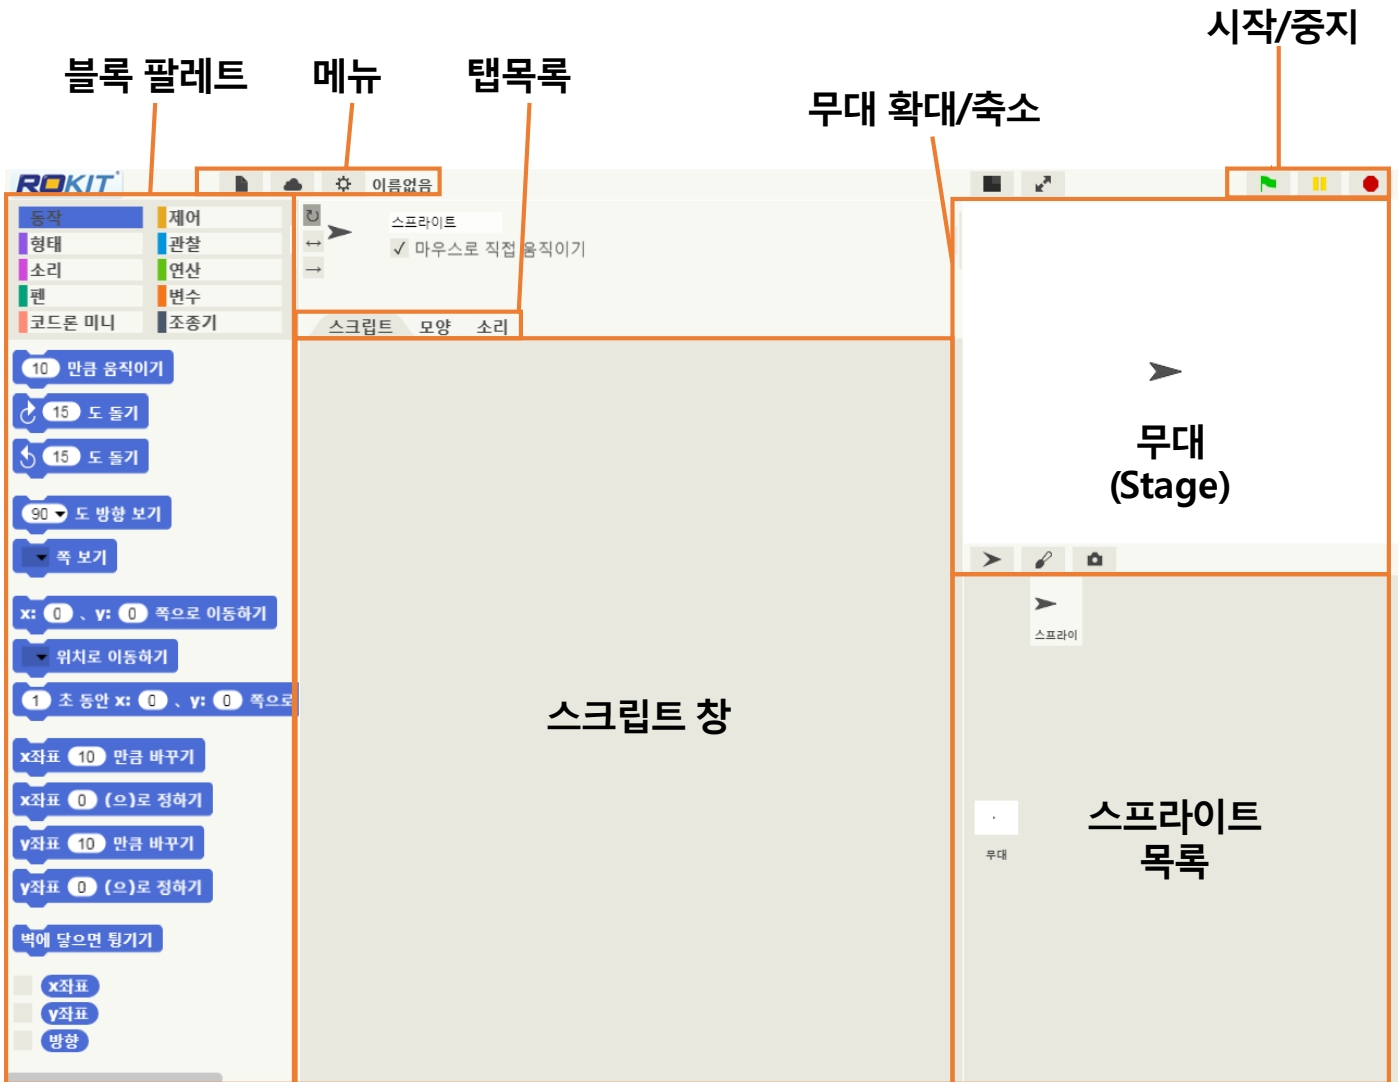 시작/중지
블록 팔레트
메뉴
탭목록
무대 확대/축소
ROKIT
이름없음
동작
제어
형태
관찰
소리
연산
펜
변수
코드론 미니
조종기
스프라이트
✓ 마우스로 직접 움직이기
스크립트 모양 소리
10 만큼 움직이기
15 도 돌기
15 도 돌기
90 도 방향 보기
쪽 보기
x: 0 、y: 0 쪽으로 이동하기
위치로 이동하기
1 초 동안 x: 0 、y: 0 쪽으로
x좌표 10 만큼 바꾸기
x좌표 0 (으)로 정하기
y좌표 10 만큼 바꾸기
y좌표 0 (으)로 정하기
벽에 닿으면 튕기기
x좌표
y좌표
방향
스크립트 창
무대
(Stage)
스프라이
무대
스프라이트
목록